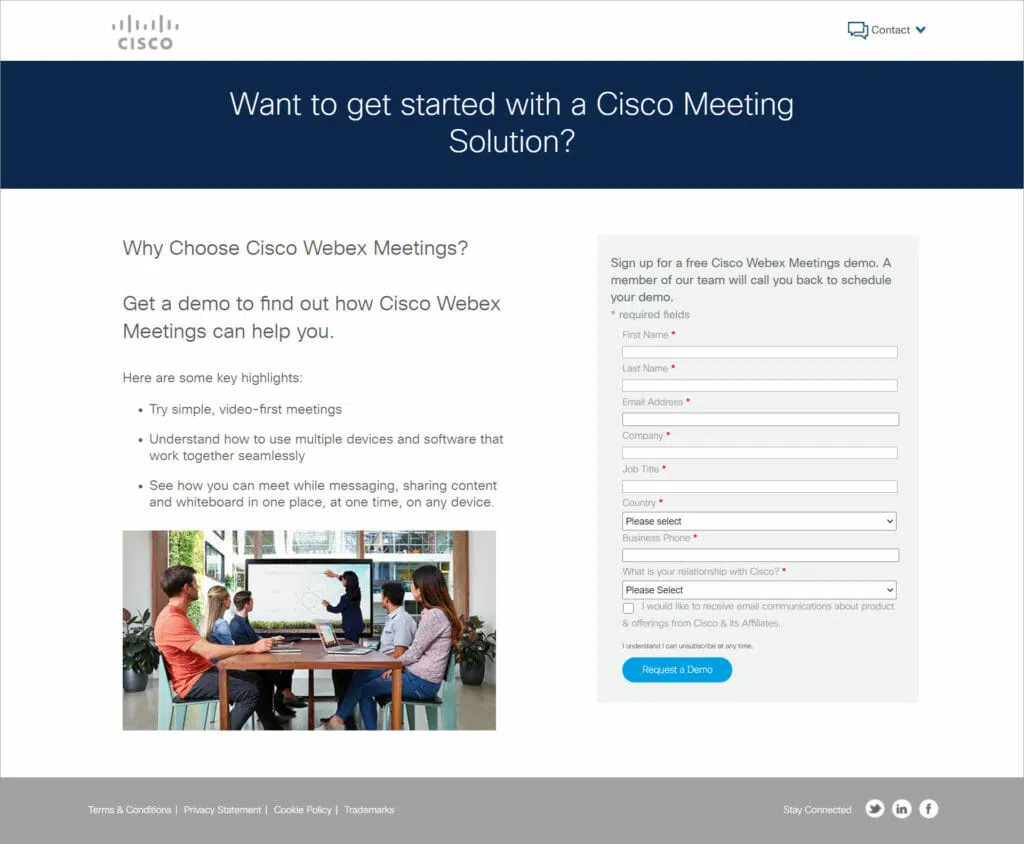 CISCO
Contact
Want to get started with a Cisco Meeting
Solution?
Why Choose Cisco Webex Meetings?
Get a demo to find out how Cisco Webex
Meetings can help you.
Here are some key highlights:
• Try simple, video-first meetings
• Understand how to use multiple devices and software that
work together seamlessly
• See how you can meet while messaging, sharing content
and whiteboard in one place, at one time, on any device.
Sign up for a free Cisco Webex Meetings demo. A
member of our team will call you back to schedule
your demo.
* required fields
First Name *
Last Name *
Email Address *
Company *
Job Title *
Country *
Please select
Business Phone *
What is your relationship with Cisco? *
Please Select
I would like to receive email communications about product
& offerings from Cisco & its Affiliates.
I understand I can unsubscribe at any time.
Request a Demo
Terms & Conditions | Privacy Statement | Cookie Policy | Trademarks
Stay Connected